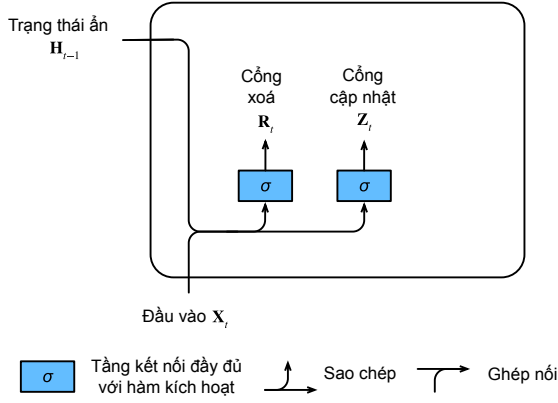 Trạng thái ẩn
H_{t−1}
Cổng
xoá
R_t
Cổng
cập nhật
Z_t
σ
σ
Đầu vào X_t
σ
Tầng kết nối đầy đủ
với hàm kích hoạt
Sao chép
Ghép nối